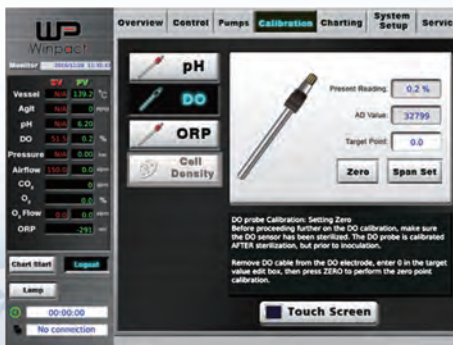 WP
Winpact
Overview Control Pumps Calibration Charting System Setup Servic
Monitor
SV PV
Vessel N/A 139.2 °C
Agit N/A 0
pH N/A 6.20
DO 51.5 0.2 %
Pressure N/A 0.00
Airflow 150.0 0.0
CO₂ 0
O₂ 0.0 %
O₂ Flow 0.0 0.0
ORP -291
Chart Start Logout
Lamp
00:00:00
No connection
pH
DO
ORP
Cell Density
Present Reading: 0.2 %
AD Value: 32799
Target Point: 0.0
Zero Span Set
DO probe Calibration: Setting Zero
Before proceeding further on the DO calibration, make sure
the DO sensor has been sterilized. The DO probe is calibrated
AFTER sterilization, but prior to inoculation.
Remove DO cable from the DO electrode, enter 0 in the target
value edit box, then press ZERO to perform the zero point
calibration.
Touch Screen